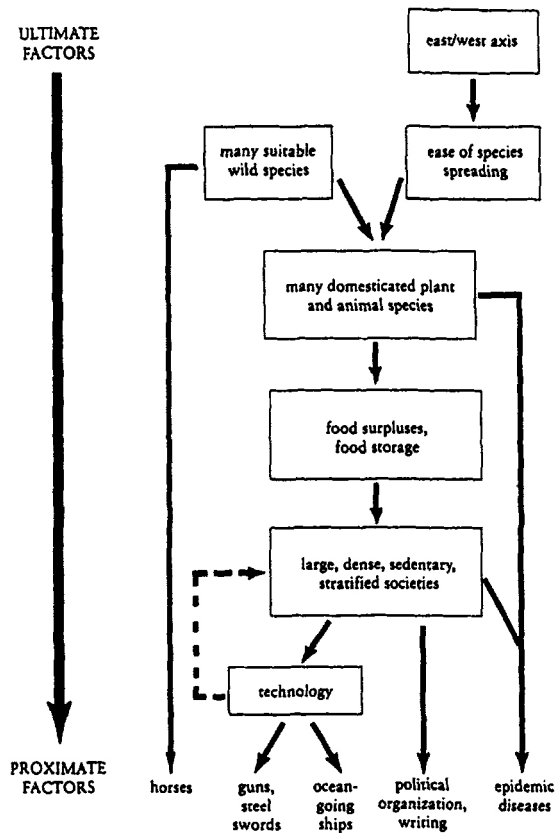 ULTIMATE
FACTORS
east/west axis
many suitable
wild species
ease of species
spreading
many domesticated plant
and animal species
food surpluses,
food storage
large, dense, sedentary,
stratified societies
technology
PROXIMATE
FACTORS
horses
guns,
steel
swords
ocean-
going
ships
political
organization,
writing
epidemic
diseases